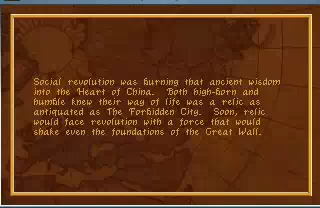 Social revolution was burning that ancient wisdom
into the Heart of China.  Both high-born and
humble knew their way of life was a relic as
antiquated as The Forbidden City.  Soon, relic
would face revolution with a force that would
shake even the foundations of the Great Wall.